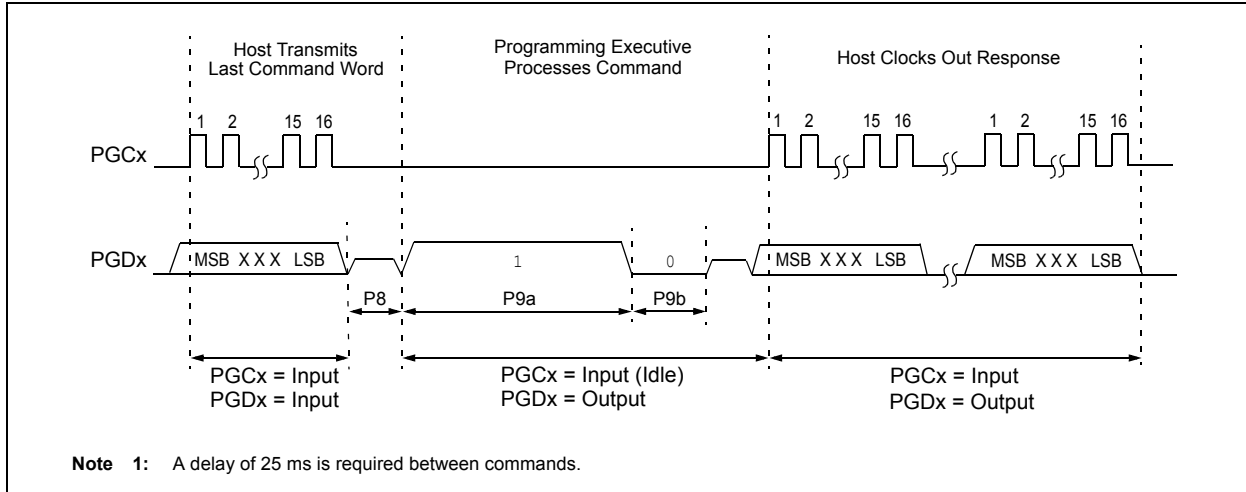 Host Transmits
Last Command Word
Programming Executive
Processes Command
Host Clocks Out Response
1 2 15 16
1 2 15 16
1 2 15 16
PGCx
PGDx
MSB X X X LSB
1
0
MSB X X X LSB
MSB X X X LSB
P8
P9a
P9b
PGCx = Input
PGDx = Input
PGCx = Input (Idle)
PGDx = Output
PGCx = Input
PGDx = Output
Note 1: A delay of 25 ms is required between commands.